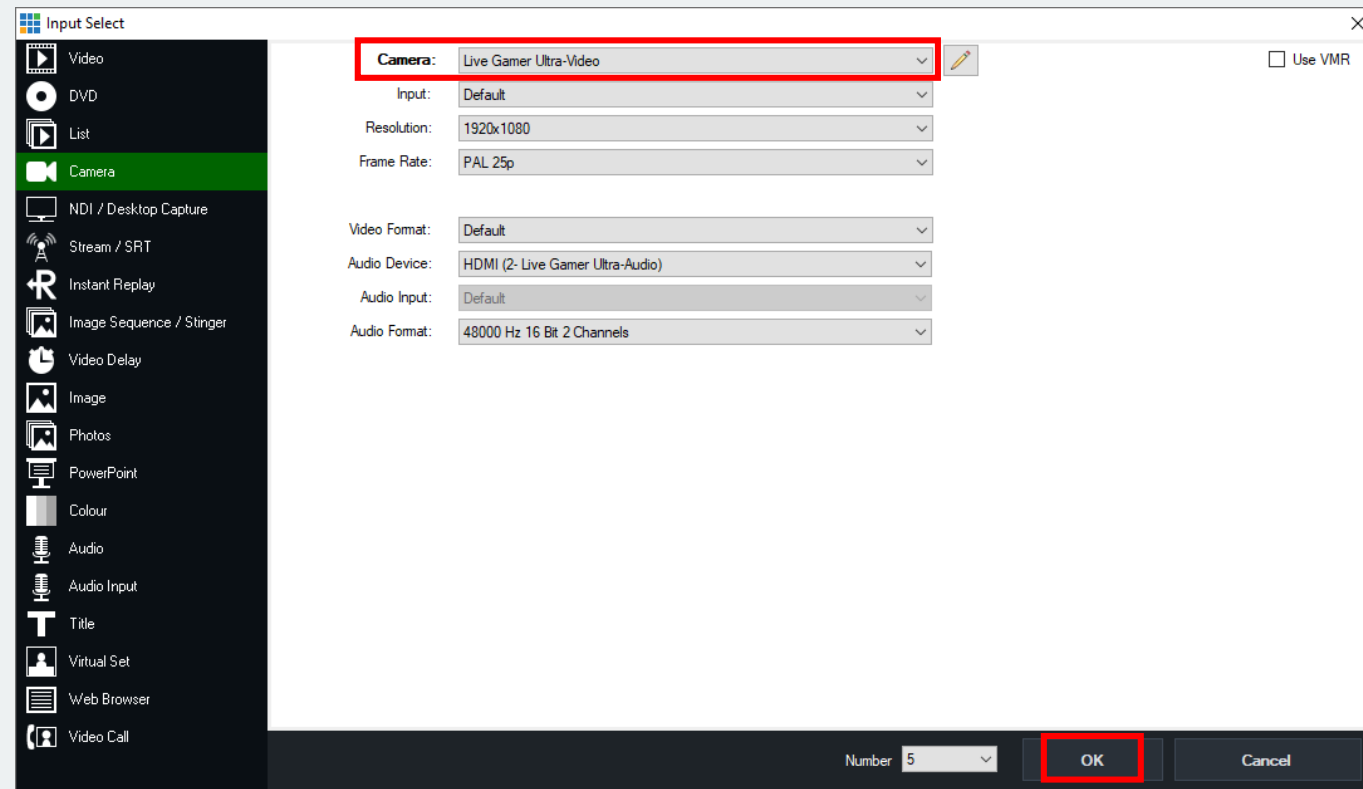 Input Select
Video
DVD
List
Camera
NDI / Desktop Capture
Stream / SRT
Instant Replay
Image Sequence / Stinger
Video Delay
Image
Photos
PowerPoint
Colour
Audio
Audio Input
Title
Virtual Set
Web Browser
Video Call
Camera: Live Gamer Ultra-Video
Use VMR
Input: Default
Resolution: 1920x1080
Frame Rate: PAL 25p
Video Format: Default
Audio Device: HDMI (2- Live Gamer Ultra-Audio)
Audio Input: Default
Audio Format: 48000 Hz 16 Bit 2 Channels
Number 5 OK Cancel